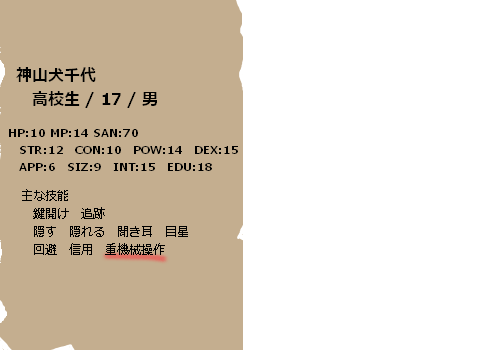 神山犬千代
高校生 / 17 / 男
HP:10 MP:14 SAN:70
STR:12 CON:10 POW:14 DEX:15
APP:6 SIZ:9 INT:15 EDU:18
主な技能
鍵開け 追跡
隠す 隠れる 聞き耳 目星
回避 信用 重機械操作